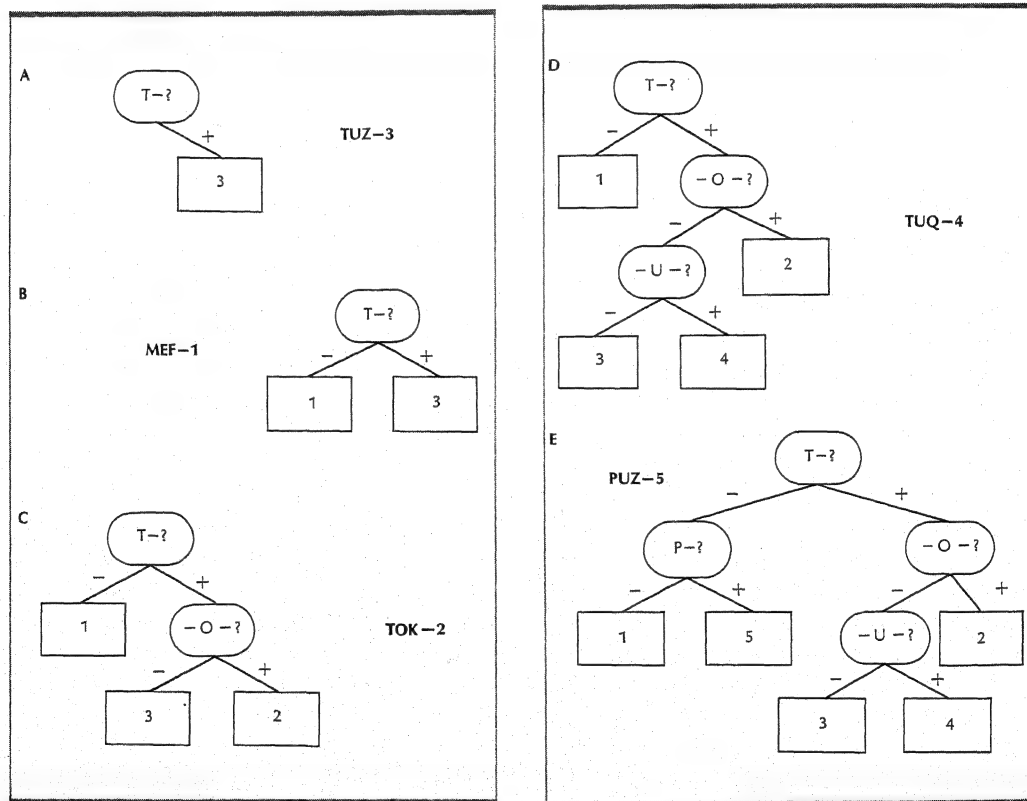 A
T—?
+
TUZ—3
3
B
T—?
MEF—1
— +
1 3
C
T—?
— +
1 —O—?
TOK—2
— +
3 2
D
T—?
— +
1 —O—?
TUQ—4
— +
—U—? 2
— +
3 4
E
T—?
PUZ—5
— +
P—? —O—?
— + — +
1 5 —U—? 2
— +
3 4